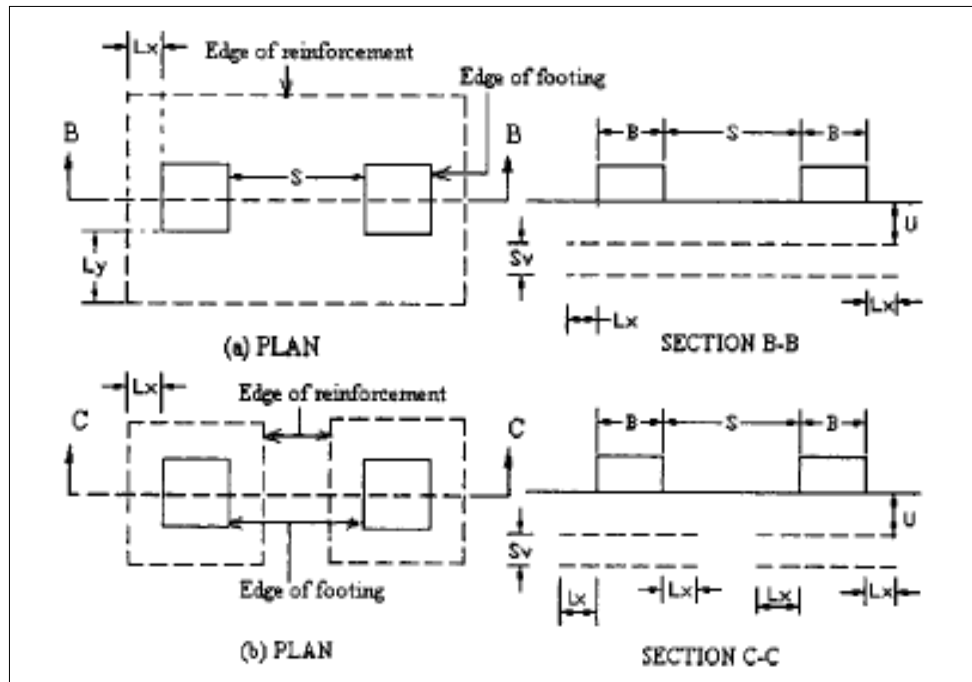 Lx
Edge of reinforcement
Edge of footing
B
B
S
Ly
(a) PLAN
B
S
B
U
Sv
Lx
Lx
SECTION B-B
Lx
Edge of reinforcement
C
C
Edge of footing
(b) PLAN
B
S
B
U
Sv
Lx
Lx
Lx
Lx
SECTION C-C